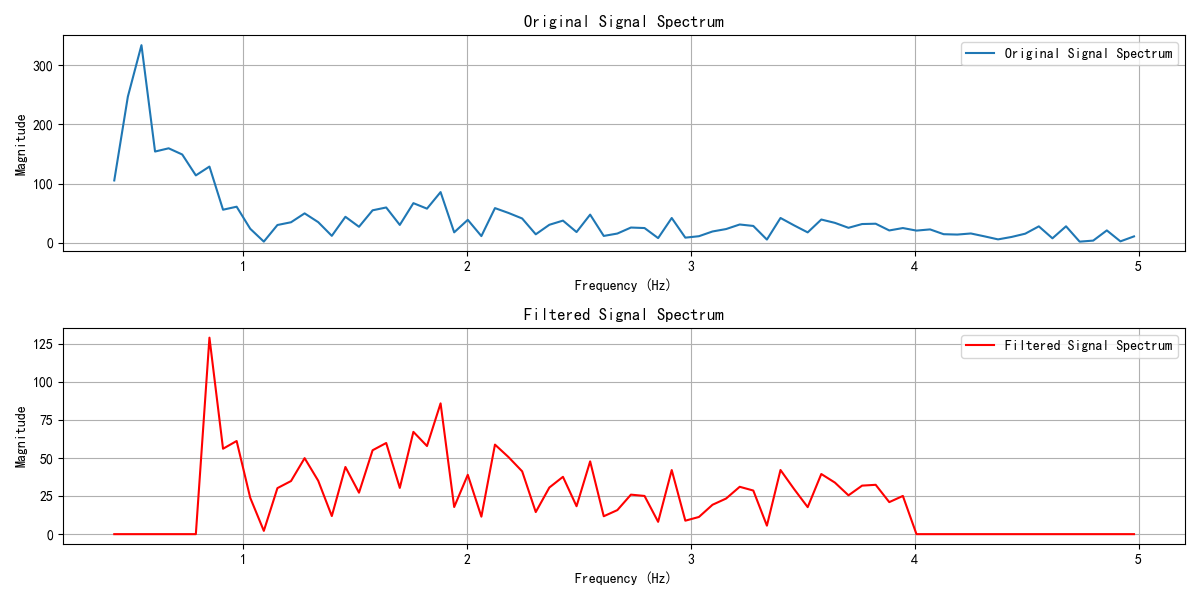 Original Signal Spectrum
Original Signal Spectrum
Magnitude
300
200
100
0
1 2 3 4 5
Frequency (Hz)
Filtered Signal Spectrum
Filtered Signal Spectrum
Magnitude
125
100
75
50
25
0
1 2 3 4 5
Frequency (Hz)